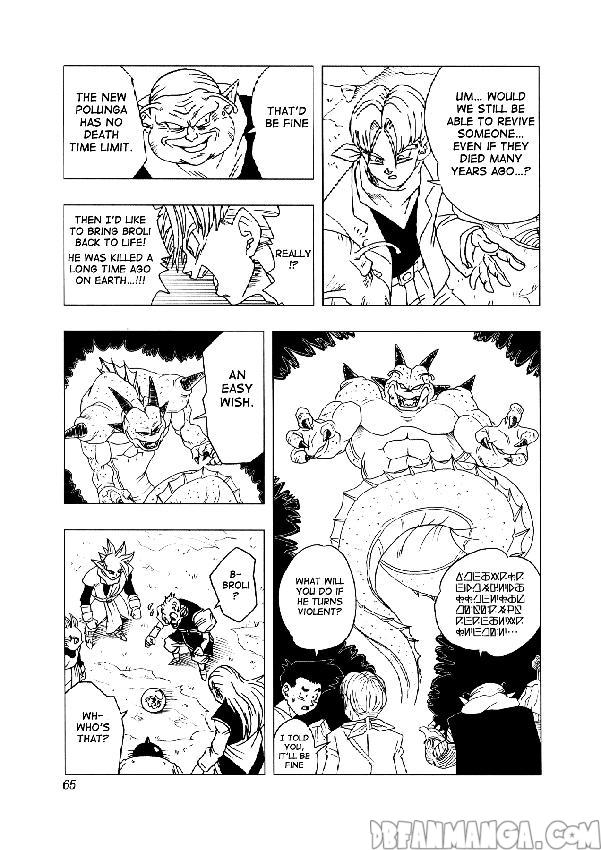 UM... WOULD
WE STILL BE
ABLE TO REVIVE
SOMEONE...
EVEN IF THEY
DIED MANY
YEARS AGO...?
THAT'D
BE FINE
THE NEW
POLUNGA
HAS NO
DEATH
TIME LIMIT.
REALLY
!?
THEN I'D LIKE
TO BRING BROLI
BACK TO LIFE!
HE WAS KILLED
A LONG TIME AGO
ON EARTH...!!!
WHAT WILL
YOU DO IF
HE TURNS
VIOLENT?
I TOLD
YOU,
IT'LL BE
FINE
AN
EASY
WISH.
B-
BROLI
?
WH-
WHO'S
THAT?
65
DBFANMANGA.COM